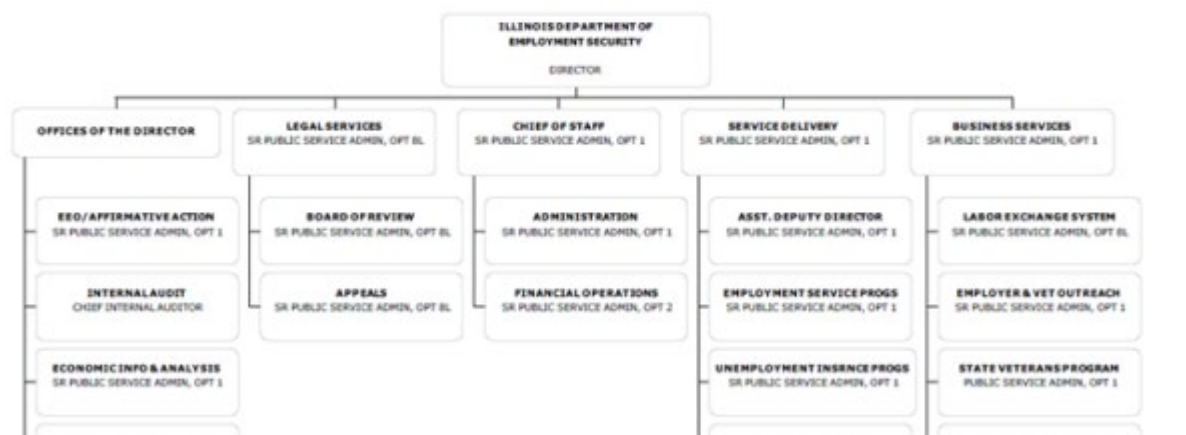 ILLINOIS DEPARTMENT OF
EMPLOYMENT SECURITY
DIRECTOR
OFFICES OF THE DIRECTOR
LEGAL SERVICES
SR PUBLIC SERVICE ADMIN, OPT 8L
CHIEF OF STAFF
SR PUBLIC SERVICE ADMIN, OPT 1
SERVICE DELIVERY
SR PUBLIC SERVICE ADMIN, OPT 1
BUSINESS SERVICES
SR PUBLIC SERVICE ADMIN, OPT 1
EEO/AFFIRMATIVE ACTION
SR PUBLIC SERVICE ADMIN, OPT 1
BOARD OF REVIEW
SR PUBLIC SERVICE ADMIN, OPT 8L
ADMINISTRATION
SR PUBLIC SERVICE ADMIN, OPT 1
ASST. DEPUTY DIRECTOR
SR PUBLIC SERVICE ADMIN, OPT 1
LABOR EXCHANGE SYSTEM
SR PUBLIC SERVICE ADMIN, OPT 8L
INTERNAL AUDIT
CHIEF INTERNAL AUDITOR
APPEALS
SR PUBLIC SERVICE ADMIN, OPT 8L
FINANCIAL OPERATIONS
SR PUBLIC SERVICE ADMIN, OPT 2
EMPLOYMENT SERVICE PROGS
SR PUBLIC SERVICE ADMIN, OPT 1
EMPLOYER & VET OUTREACH
SR PUBLIC SERVICE ADMIN, OPT 1
ECONOMIC INFO & ANALYSIS
SR PUBLIC SERVICE ADMIN, OPT 1
UNEMPLOYMENT INSRNCE PROGS
SR PUBLIC SERVICE ADMIN, OPT 1
STATE VETERANS PROGRAM
PUBLIC SERVICE ADMIN, OPT 1